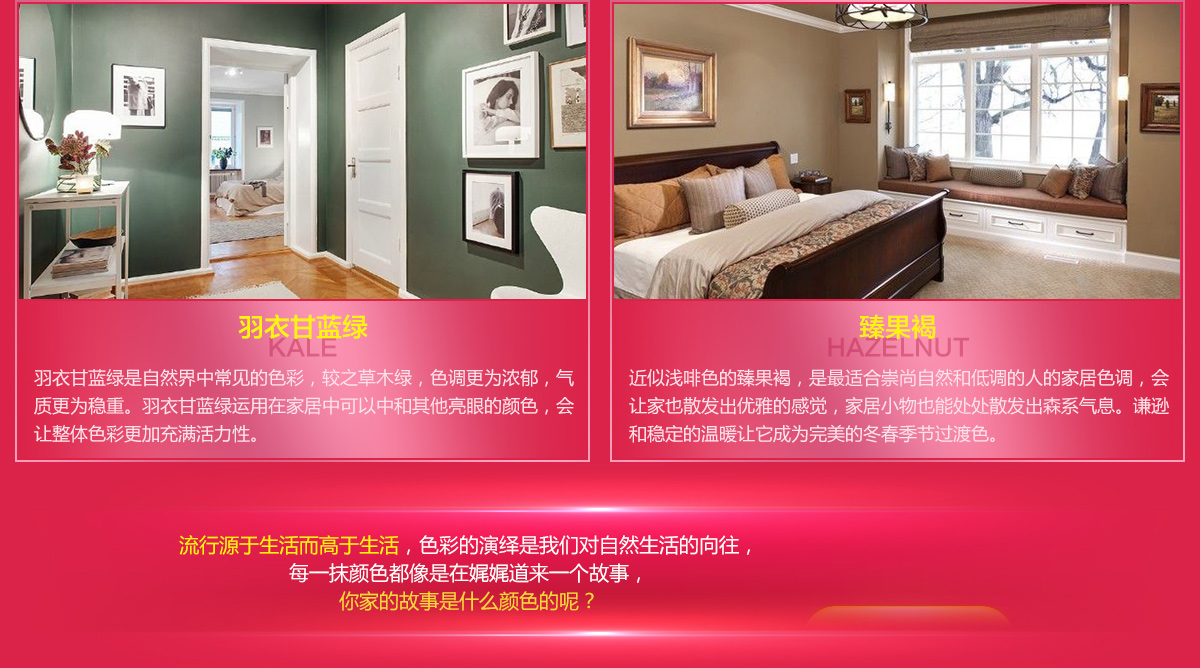 羽衣甘蓝绿
KALE
羽衣甘蓝绿是自然界中常见的色彩，较之草木绿，色调更为浓郁，气
质更为稳重。羽衣甘蓝绿运用在家居中可以中和其他亮眼的颜色，会
让整体色彩更加充满活力性。
臻果褐
HAZELNUT
近似浅啡色的臻果褐，是最适合崇尚自然和低调的人的家居色调，会
让家也散发出优雅的感觉，家居小物也能处处散发出森系气息。谦逊
和稳定的温暖让它成为完美的冬春季节过渡色。
流行源于生活而高于生活，色彩的演绎是我们对自然生活的向往，
每一抹颜色都像是在娓娓道来一个故事，
你家的故事是什么颜色的呢？